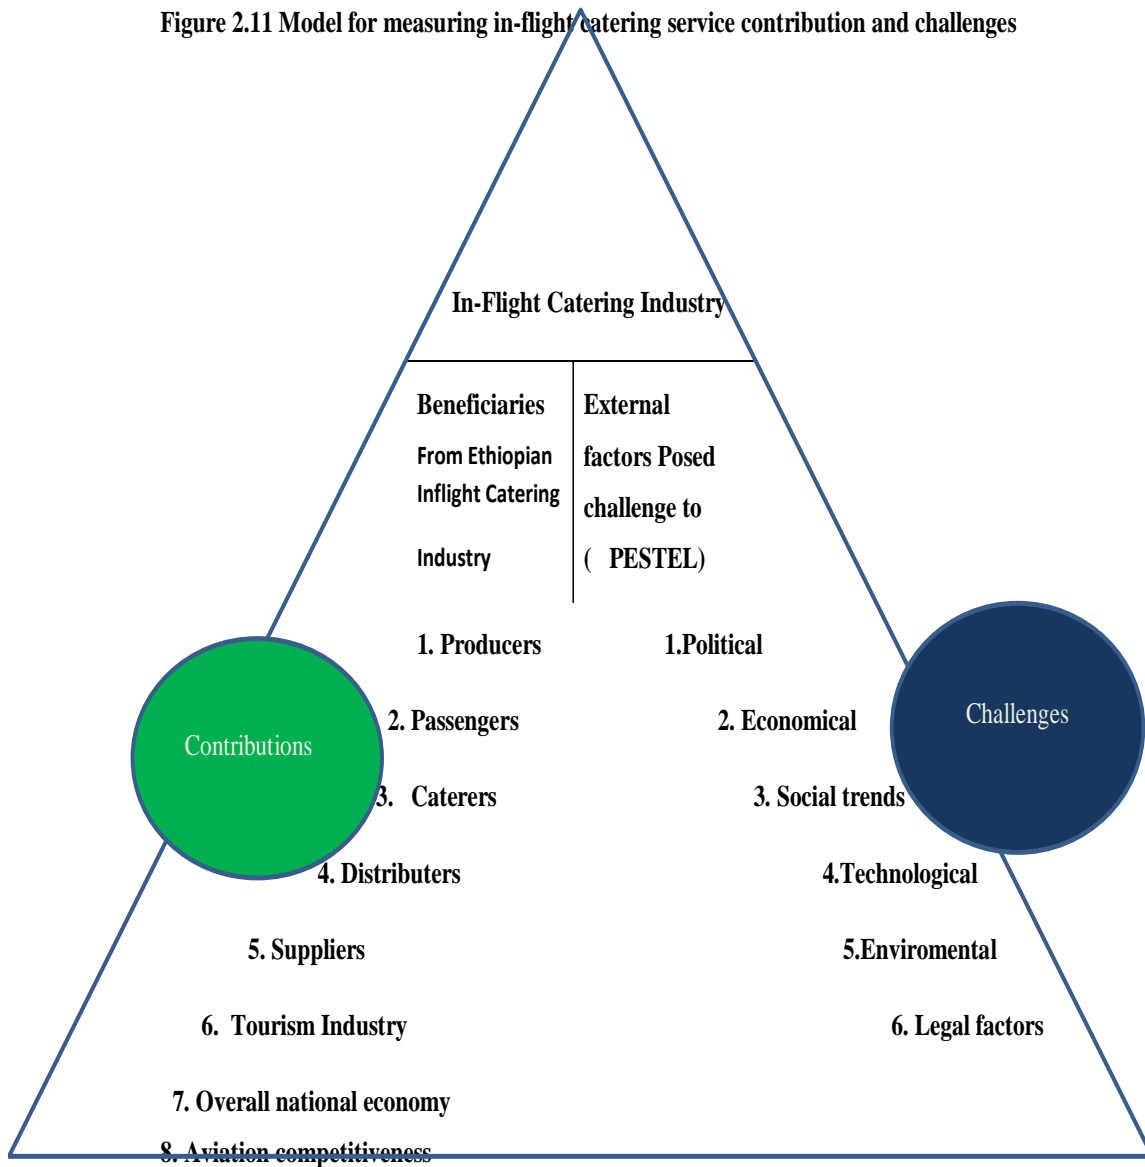 Figure 2.11 Model for measuring in-flight catering service contribution and challenges
In-Flight Catering Industry
Beneficiaries
From Ethiopian
Inflight Catering
Industry
External
factors Posed
challenge to
( PESTEL)
1. Producers
2. Passengers
3. Caterers
4. Distributers
5. Suppliers
6. Tourism Industry
7. Overall national economy
8. Aviation competitiveness
1.Political
2. Economical
3. Social trends
4.Technological
5.Enviromental
6. Legal factors
Contributions
Challenges